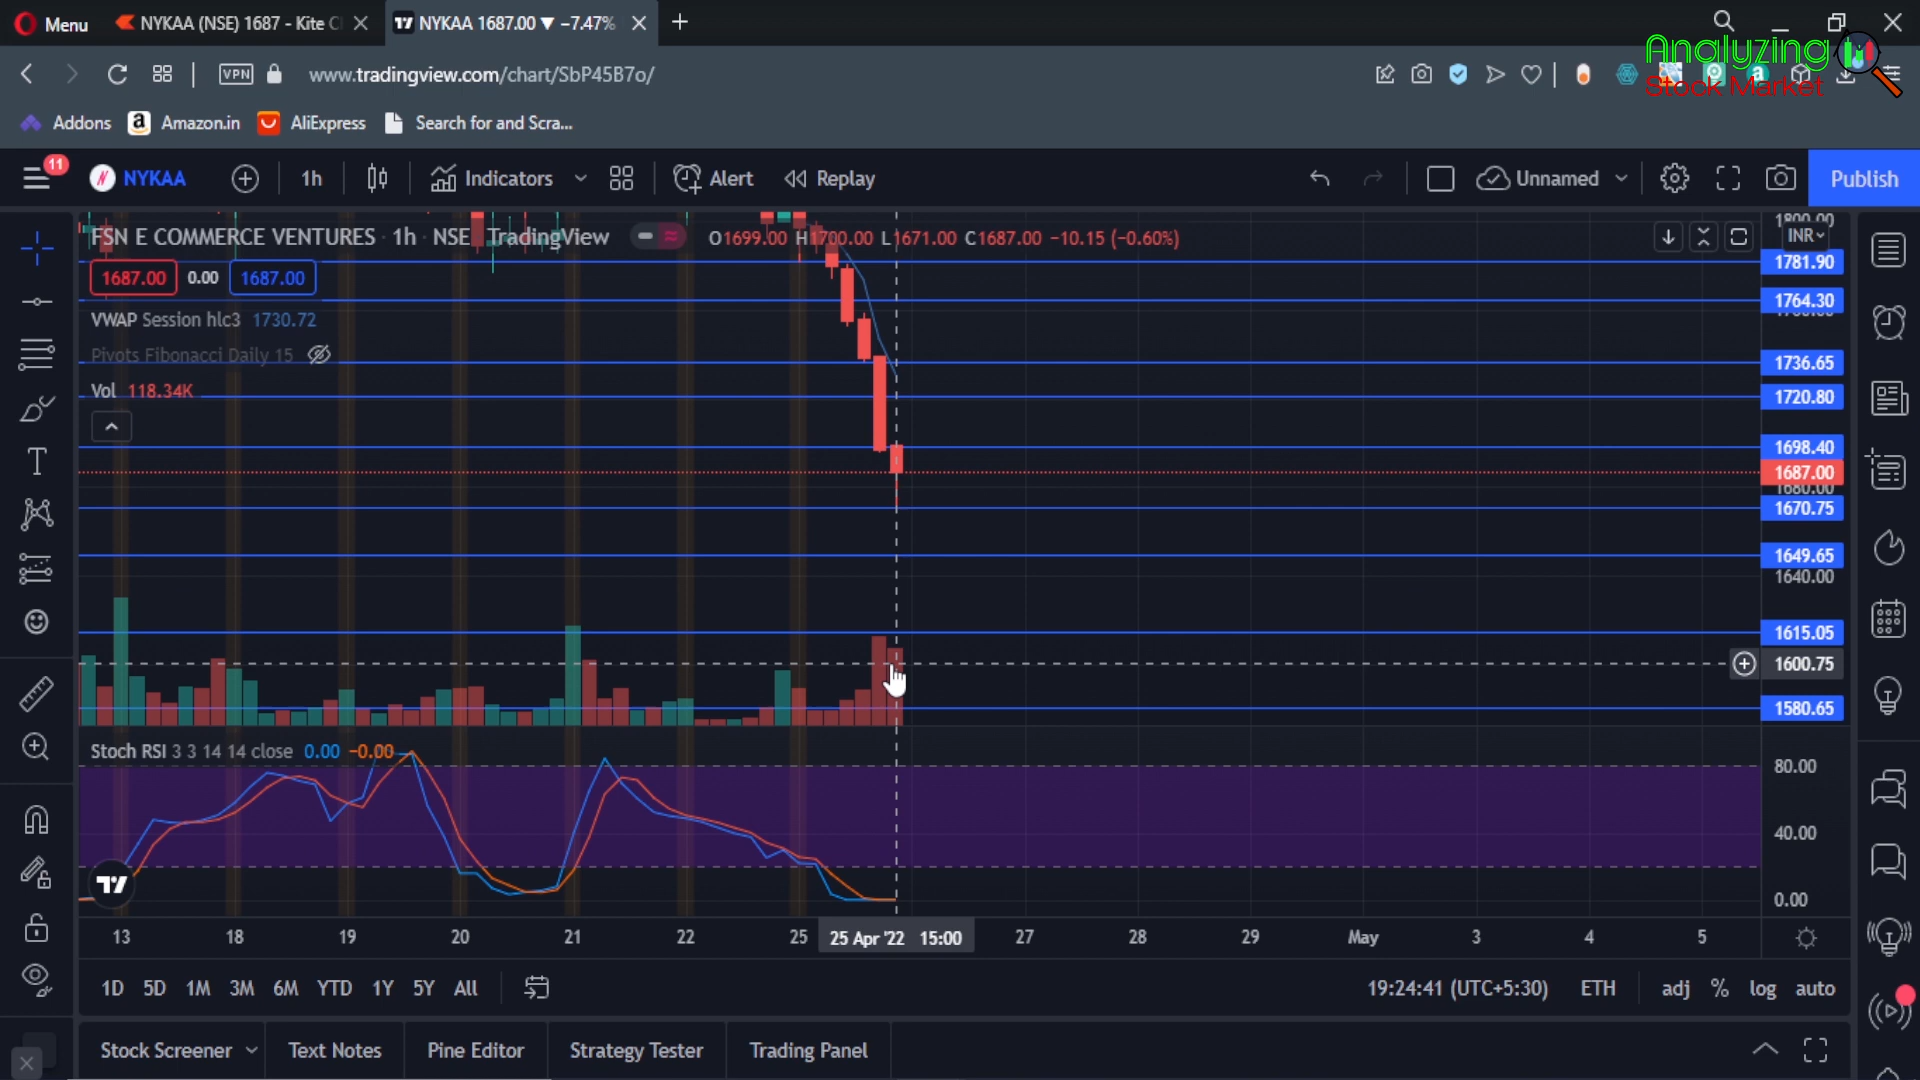 Menu
NYKAA (NSE) 1687 - Kite C
NYKAA 1687.00 ▼ −7.47%
Analyzing
Stock Market
VPN
www.tradingview.com/chart/SbP45B7o/
Addons
Amazon.in
AliExpress
Search for and Scra...
11
NYKAA
1h
Indicators
Alert
Replay
Unnamed
Publish
FSN E COMMERCE VENTURES · 1h · NSE TradingView
O1699.00 H1700.00 L1671.00 C1687.00 −10.15 (−0.60%)
1800.00
INR
1687.00 0.00 1687.00
1781.90
VWAP Session hlc3 1730.72
1764.30
Pivots Fibonacci Daily 15
1736.65
Vol 118.34K
1720.80
1698.40
1687.00
1680.00
1670.75
1649.65
1640.00
1615.05
1600.75
1580.65
Stoch RSI 3 3 14 14 close 0.00 −0.00
80.00
40.00
0.00
13 18 19 20 21 22 25 25 Apr '22 15:00 27 28 29 May 3 4 5
1D 5D 1M 3M 6M YTD 1Y 5Y All
19:24:41 (UTC+5:30) ETH adj % log auto
Stock Screener
Text Notes
Pine Editor
Strategy Tester
Trading Panel